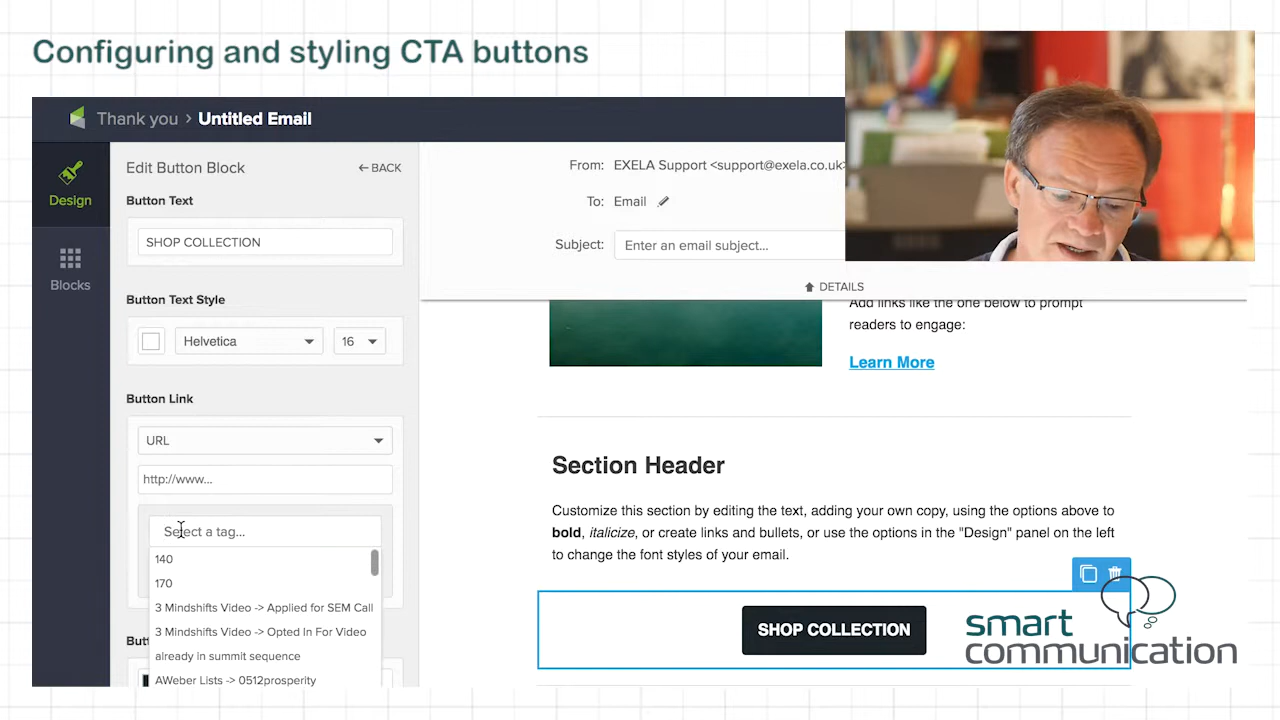 Configuring and styling CTA buttons
Thank you › Untitled Email
Design
Blocks
Edit Button Block
← BACK
Button Text
SHOP COLLECTION
Button Text Style
Helvetica
16
Button Link
URL
http://www...
Select a tag...
140
170
3 Mindshifts Video -> Applied for SEM Call
3 Mindshifts Video -> Opted In For Video
already in summit sequence
AWeber Lists -> 0512prosperity
From: EXELA Support <support@exela.co.uk>
To: Email
Subject: Enter an email subject...
DETAILS
Add links like the one below to prompt
readers to engage:
Learn More
Section Header
Customize this section by editing the text, adding your own copy, using the options above to
bold, italicize, or create links and bullets, or use the options in the "Design" panel on the left
to change the font styles of your email.
SHOP COLLECTION
smart
communication